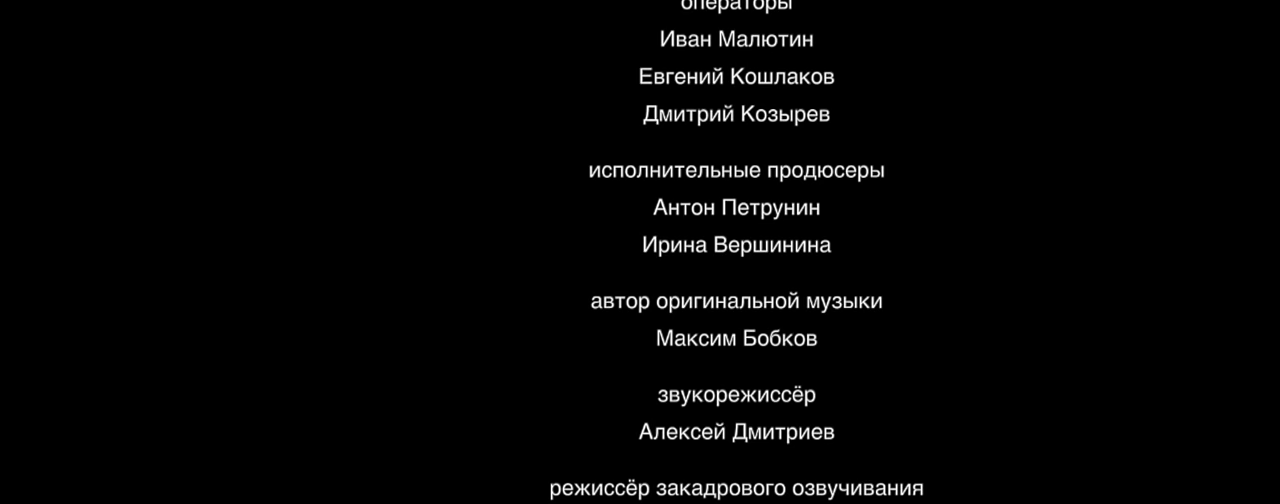 операторы
Иван Малютин
Евгений Кошлаков
Дмитрий Козырев
исполнительные продюсеры
Антон Петрунин
Ирина Вершинина
автор оригинальной музыки
Максим Бобков
звукорежиссёр
Алексей Дмитриев
режиссёр закадрового озвучивания